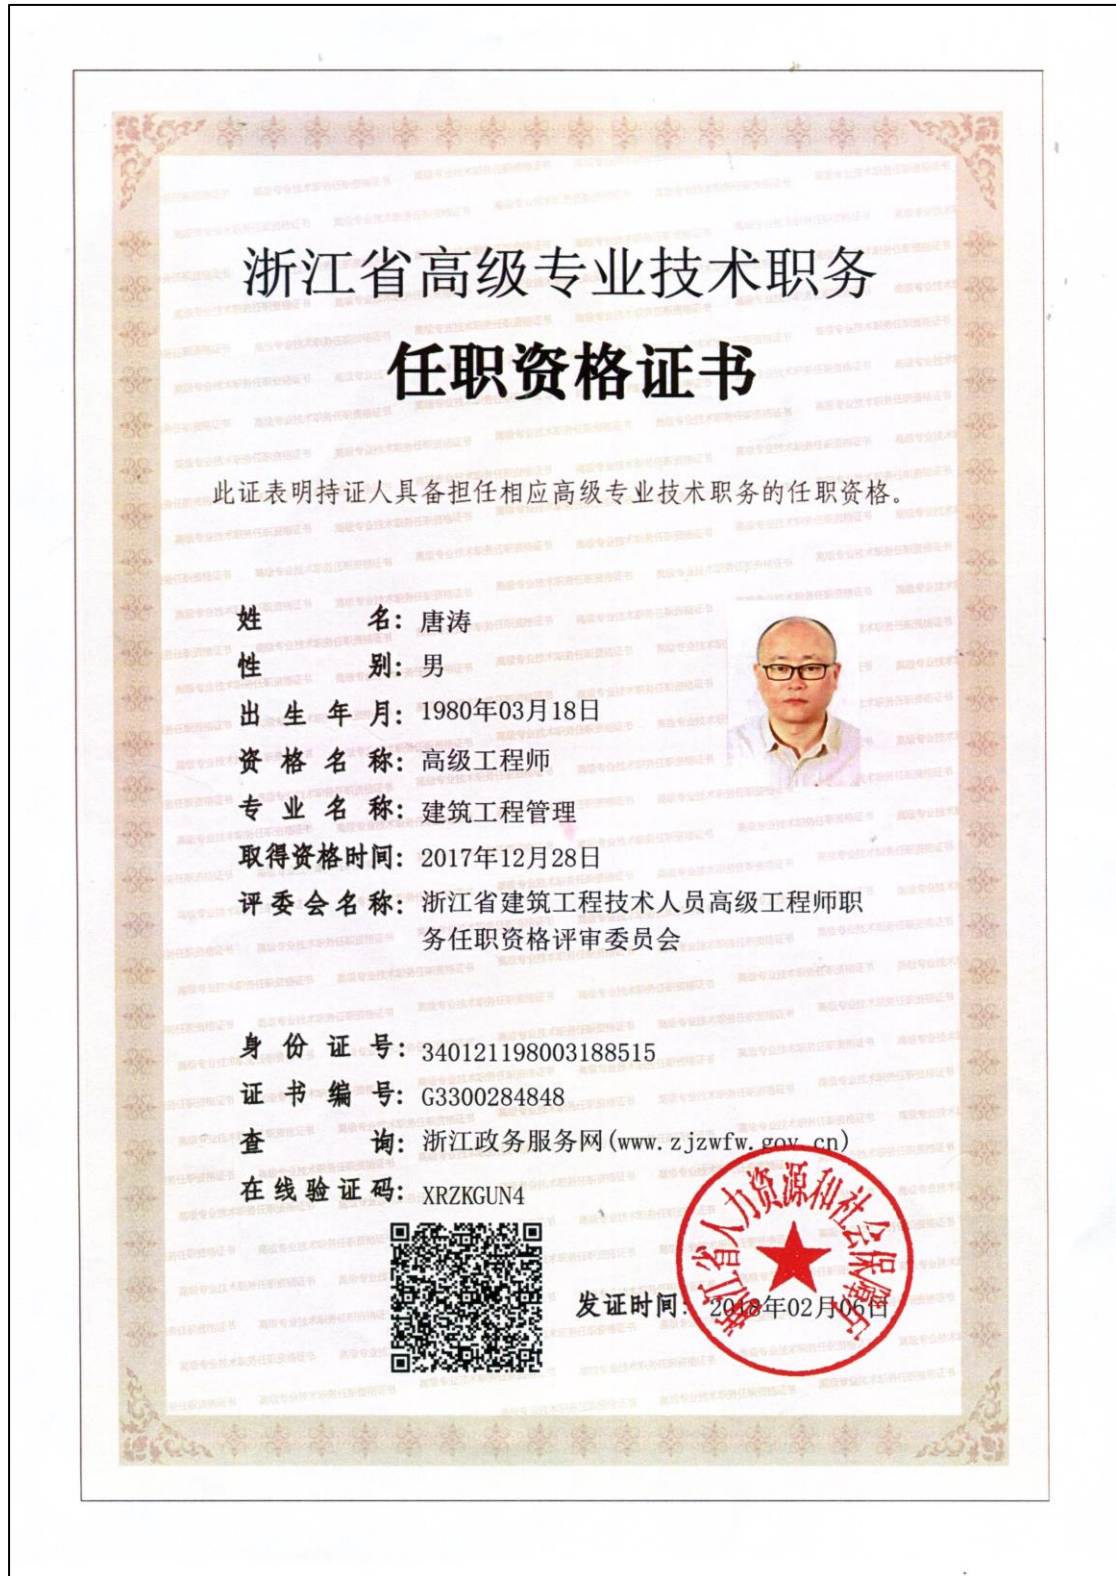 浙江省高级专业技术职务
任职资格证书
此证表明持证人具备担任相应高级专业技术职务的任职资格。
姓名：唐涛
性别：男
出生年月：1980年03月18日
资格名称：高级工程师
专业名称：建筑工程管理
取得资格时间：2017年12月28日
评委会名称：浙江省建筑工程技术人员高级工程师职
务任职资格评审委员会
身份证号：340121198003188515
证书编号：G3300284848
查询：浙江政务服务网(www.zjzwfw.gov.cn)
在线验证码：XRZKGUN4
浙江省人力资源和社会保障厅
发证时间：2018年02月06日